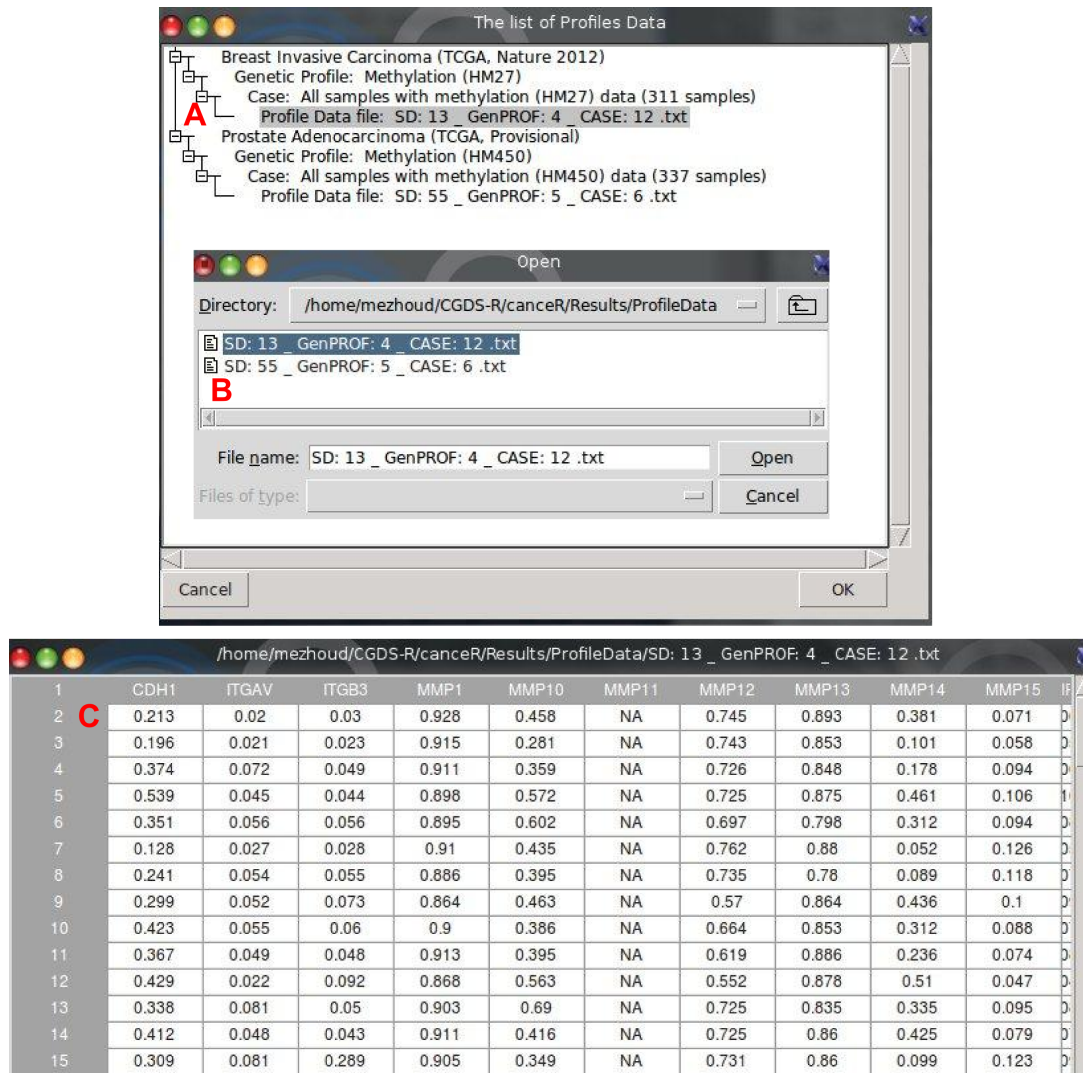 The list of Profiles Data
Breast Invasive Carcinoma (TCGA, Nature 2012)
Genetic Profile: Methylation (HM27)
Case: All samples with methylation (HM27) data (311 samples)
A Profile Data file: SD: 13 _ GenPROF: 4 _ CASE: 12 .txt
Prostate Adenocarcinoma (TCGA, Provisional)
Genetic Profile: Methylation (HM450)
Case: All samples with methylation (HM450) data (337 samples)
Profile Data file: SD: 55 _ GenPROF: 5 _ CASE: 6 .txt
Open
Directory: /home/mezhoud/CGDS-R/canceR/Results/ProfileData
SD: 13 _ GenPROF: 4 _ CASE: 12 .txt
SD: 55 _ GenPROF: 5 _ CASE: 6 .txt
B
File name: SD: 13 _ GenPROF: 4 _ CASE: 12 .txt Open
Files of type: Cancel
Cancel OK
/home/mezhoud/CGDS-R/canceR/Results/ProfileData/SD: 13 _ GenPROF: 4 _ CASE: 12 .txt
1 CDH1 ITGAV ITGB3 MMP1 MMP10 MMP11 MMP12 MMP13 MMP14 MMP15
2 C 0.213 0.02 0.03 0.928 0.458 NA 0.745 0.893 0.381 0.071
3 0.196 0.021 0.023 0.915 0.281 NA 0.743 0.853 0.101 0.058
4 0.374 0.072 0.049 0.911 0.359 NA 0.726 0.848 0.178 0.094
5 0.539 0.045 0.044 0.898 0.572 NA 0.725 0.875 0.461 0.106
6 0.351 0.056 0.056 0.895 0.602 NA 0.697 0.798 0.312 0.094
7 0.128 0.027 0.028 0.91 0.435 NA 0.762 0.88 0.052 0.126
8 0.241 0.054 0.055 0.886 0.395 NA 0.735 0.78 0.089 0.118
9 0.299 0.052 0.073 0.864 0.463 NA 0.57 0.864 0.436 0.1
10 0.423 0.055 0.06 0.9 0.386 NA 0.664 0.853 0.312 0.088
11 0.367 0.049 0.048 0.913 0.395 NA 0.619 0.886 0.236 0.074
12 0.429 0.022 0.092 0.868 0.563 NA 0.552 0.878 0.51 0.047
13 0.338 0.081 0.05 0.903 0.69 NA 0.725 0.835 0.335 0.095
14 0.412 0.048 0.043 0.911 0.416 NA 0.725 0.86 0.425 0.079
15 0.309 0.081 0.289 0.905 0.349 NA 0.731 0.86 0.099 0.123